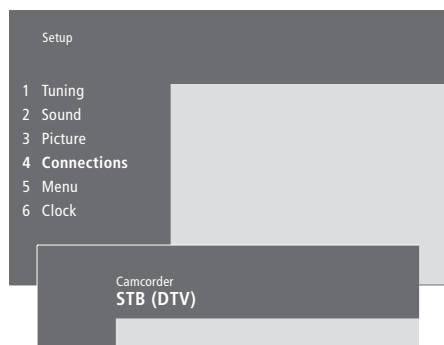 Setup
1 Tuning
2 Sound
3 Picture
4 Connections
5 Menu
6 Clock
Camcorder
STB (DTV)